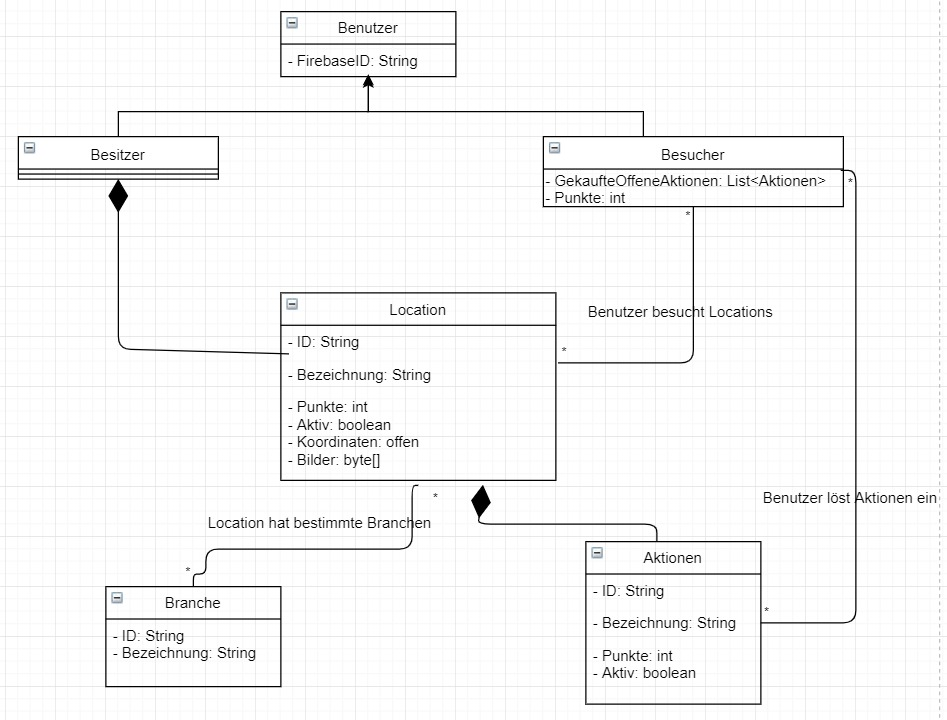 Benutzer
- FirebaseID: String
Besitzer
Besucher
- GekaufteOffeneAktionen: List<Aktionen>
- Punkte: int
*
*
Location
- ID: String
- Bezeichnung: String
- Punkte: int
- Aktiv: boolean
- Koordinaten: offen
- Bilder: byte[]
Benutzer besucht Locations
*
*
Location hat bestimmte Branchen
*
Benutzer löst Aktionen ein
Branche
- ID: String
- Bezeichnung: String
Aktionen
- ID: String
- Bezeichnung: String
- Punkte: int
- Aktiv: boolean
*